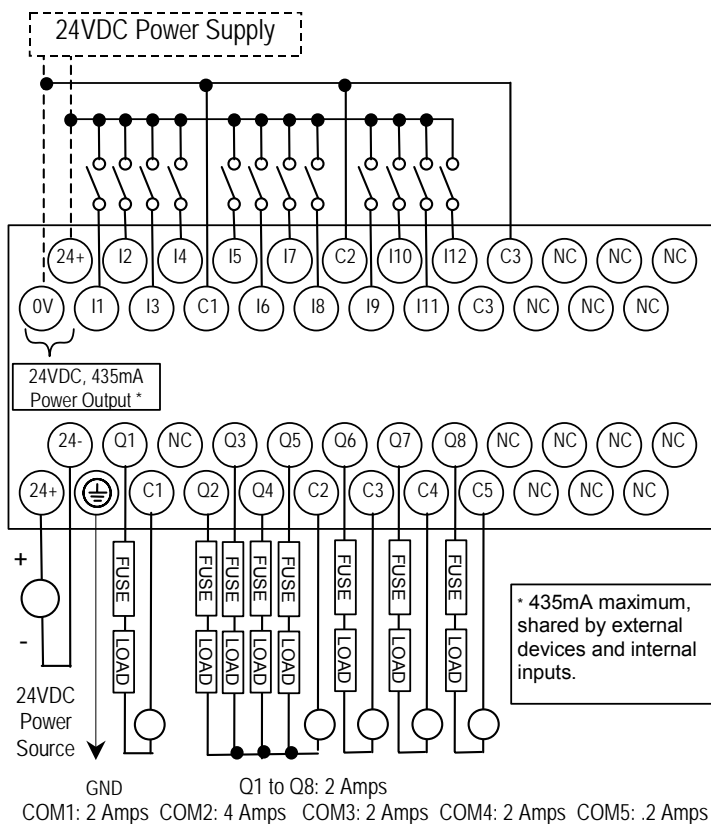 24VDC Power Supply
24+ I2 I4 I5 I7 C2 I10 I12 C3 NC NC NC
0V I1 I3 C1 I6 I8 I9 I11 C3 NC NC NC
24VDC, 435mA
Power Output *
24- Q1 NC Q3 Q5 Q6 Q7 Q8 NC NC NC NC
24+ C1 Q2 Q4 C2 C3 C4 C5 NC NC NC
+
-
FUSE FUSE FUSE FUSE FUSE FUSE FUSE FUSE
LOAD LOAD LOAD LOAD LOAD LOAD LOAD LOAD
* 435mA maximum,
shared by external
devices and internal
inputs.
24VDC
Power
Source
GND
Q1 to Q8: 2 Amps
COM1: 2 Amps COM2: 4 Amps COM3: 2 Amps COM4: 2 Amps COM5: .2 Amps